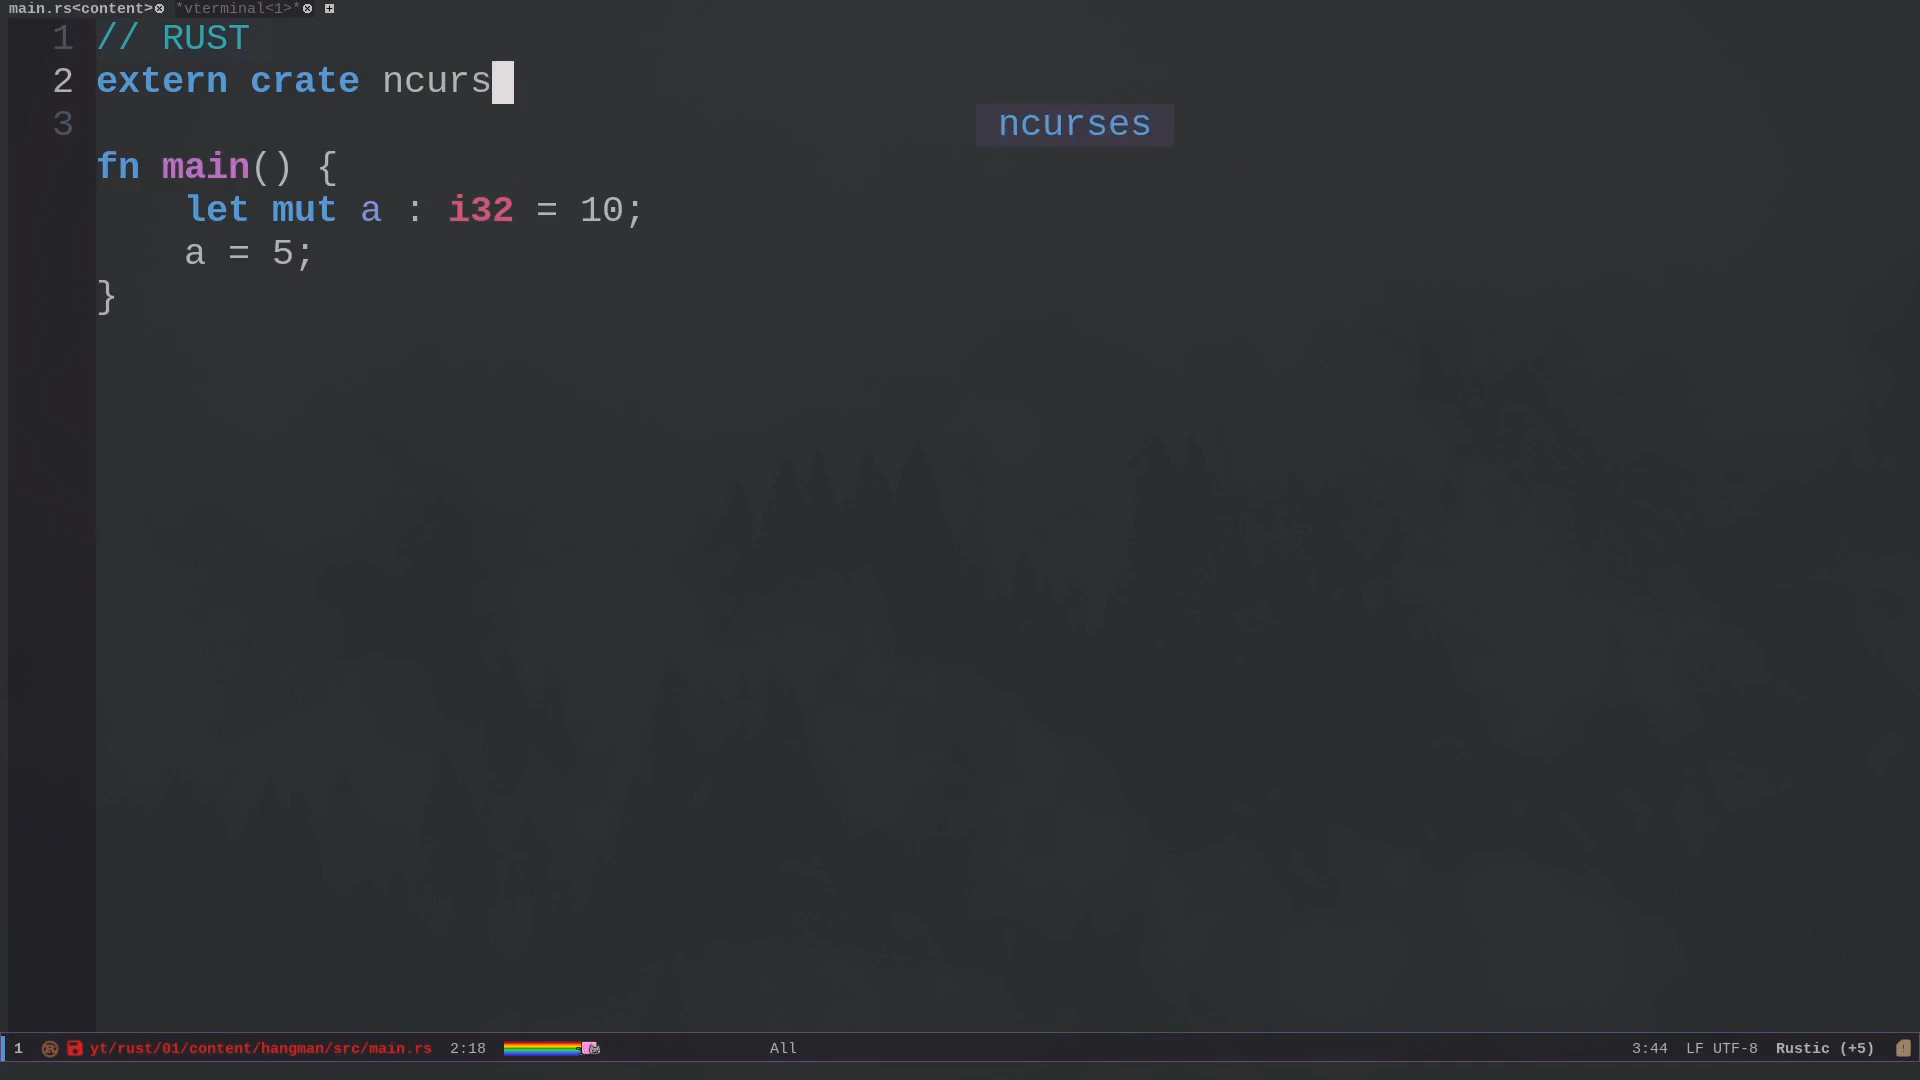 main.rs<content> *vterminal<1>*
1 // RUST
2 extern crate ncurs
3 ncurses
fn main() {
    let mut a : i32 = 10;
    a = 5;
}
1 yt/rust/01/content/hangman/src/main.rs 2:18 All 3:44 LF UTF-8 Rustic (+5)